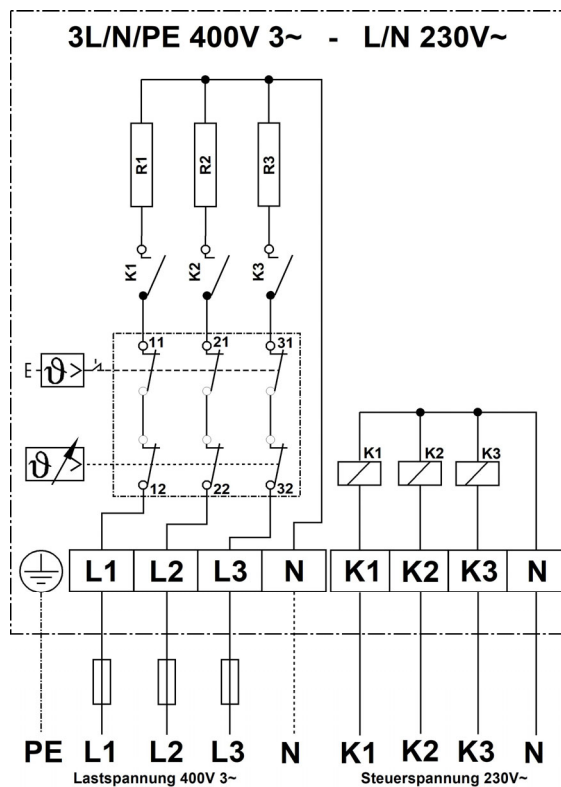 3L/N/PE 400V 3~ - L/N 230V~
R1 R2 R3
K1 K2 K3
11 21 31
E ϑ>
ϑ>
K1 K2 K3
12 22 32
L1 L2 L3 N K1 K2 K3 N
PE L1 L2 L3 N K1 K2 K3 N
Lastspannung 400V 3~ Steuerspannung 230V~